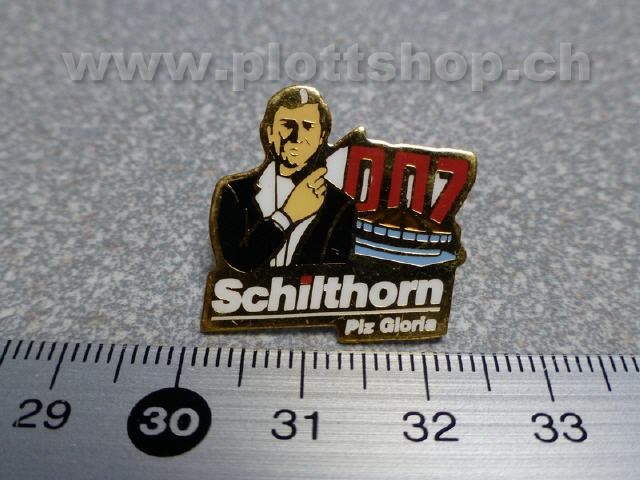 www.plottshop.ch
007
Schilthorn
Piz Gloria
29 30 31 32 33